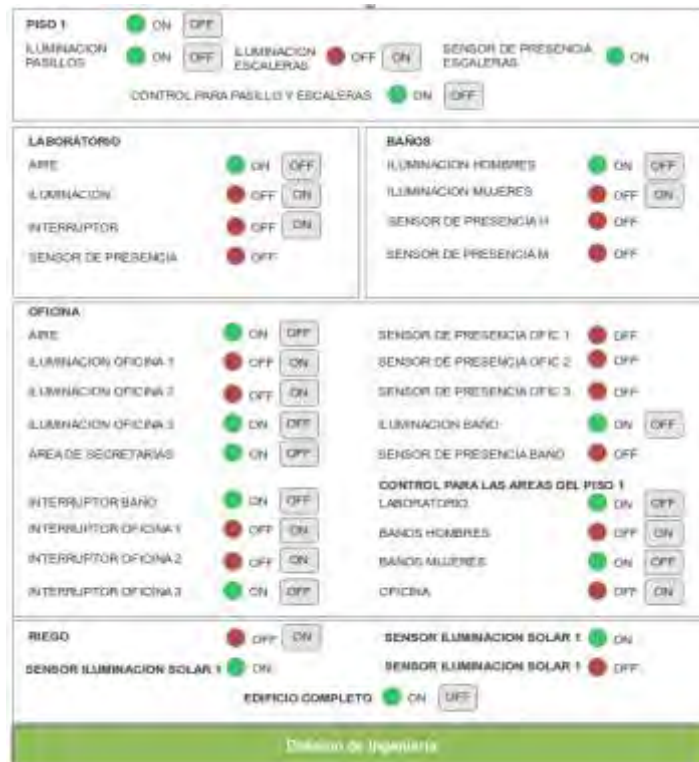 PISO 1 ON OFF
ILUMINACION PASILLOS ON OFF ILUMINACION ESCALERAS OFF ON SENSOR DE PRESENCIA ESCALERAS ON
CONTROL PARA PASILLO Y ESCALERAS ON OFF
LABORATORIO
AIRE ON OFF
ILUMINACION OFF ON
INTERRUPTOR OFF ON
SENSOR DE PRESENCIA OFF
BAÑOS
ILUMINACION HOMBRES ON OFF
ILUMINACION MUJERES OFF ON
SENSOR DE PRESENCIA H OFF
SENSOR DE PRESENCIA M OFF
OFICINA
AIRE ON OFF
ILUMINACION OFICINA 1 OFF ON
ILUMINACION OFICINA 2 OFF ON
ILUMINACION OFICINA 3 ON OFF
AREA DE SECRETARIAS ON OFF
INTERRUPTOR BAÑO ON OFF
INTERRUPTOR OFICINA 1 OFF ON
INTERRUPTOR OFICINA 2 OFF ON
INTERRUPTOR OFICINA 3 ON OFF
SENSOR DE PRESENCIA OFIC 1 OFF
SENSOR DE PRESENCIA OFIC 2 OFF
SENSOR DE PRESENCIA OFIC 3 OFF
ILUMINACION BAÑO ON OFF
SENSOR DE PRESENCIA BAÑO OFF
CONTROL PARA LAS AREAS DEL PISO 1
LABORATORIO ON OFF
BAÑOS HOMBRES OFF ON
BAÑOS MUJERES ON OFF
OFICINA OFF ON
RIEGO OFF ON SENSOR ILUMINACION SOLAR 1 ON
SENSOR ILUMINACION SOLAR 1 ON SENSOR ILUMINACION SOLAR 1 OFF
EDIFICIO COMPLETO ON OFF
Division de Ingenieria